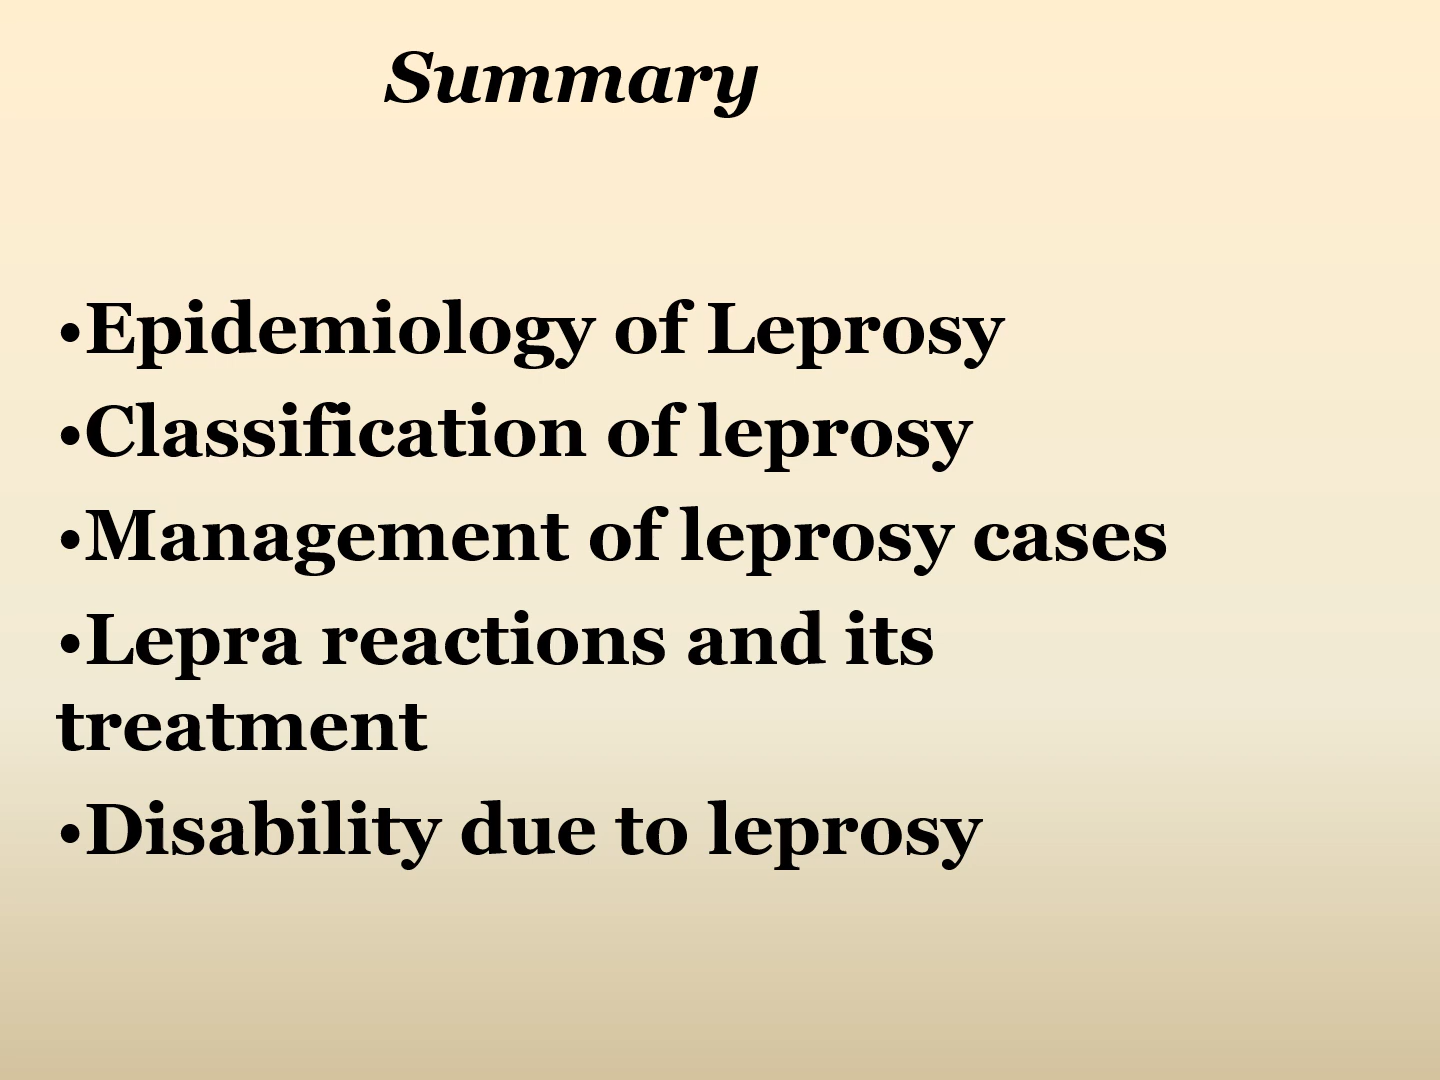 Summary
•Epidemiology of Leprosy
•Classification of leprosy
•Management of leprosy cases
•Lepra reactions and its
treatment
•Disability due to leprosy